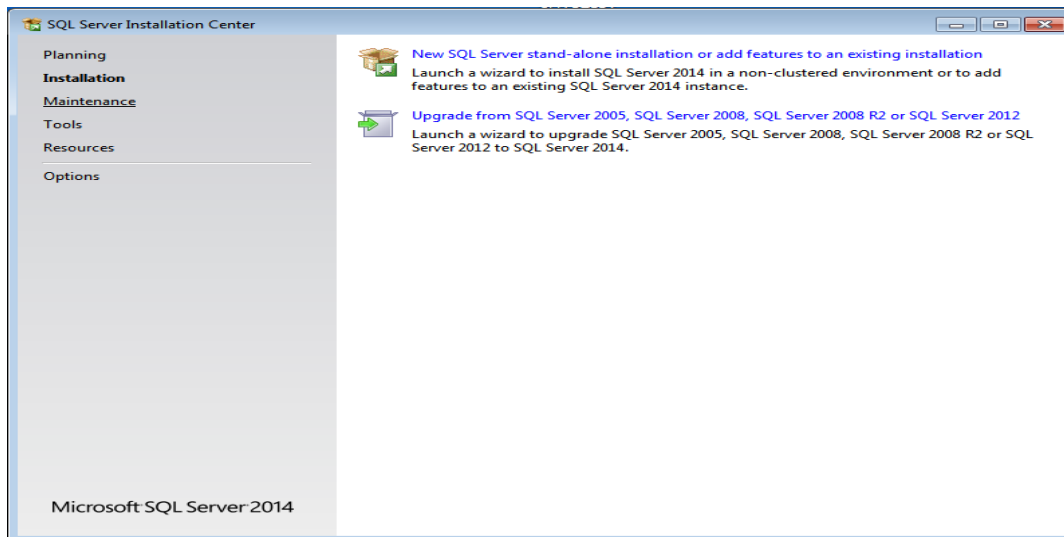 SQL Server Installation Center
Planning
Installation
Maintenance
Tools
Resources
Options
New SQL Server stand-alone installation or add features to an existing installation
Launch a wizard to install SQL Server 2014 in a non-clustered environment or to add
features to an existing SQL Server 2014 instance.
Upgrade from SQL Server 2005, SQL Server 2008, SQL Server 2008 R2 or SQL Server 2012
Launch a wizard to upgrade SQL Server 2005, SQL Server 2008, SQL Server 2008 R2 or SQL
Server 2012 to SQL Server 2014.
Microsoft SQL Server 2014